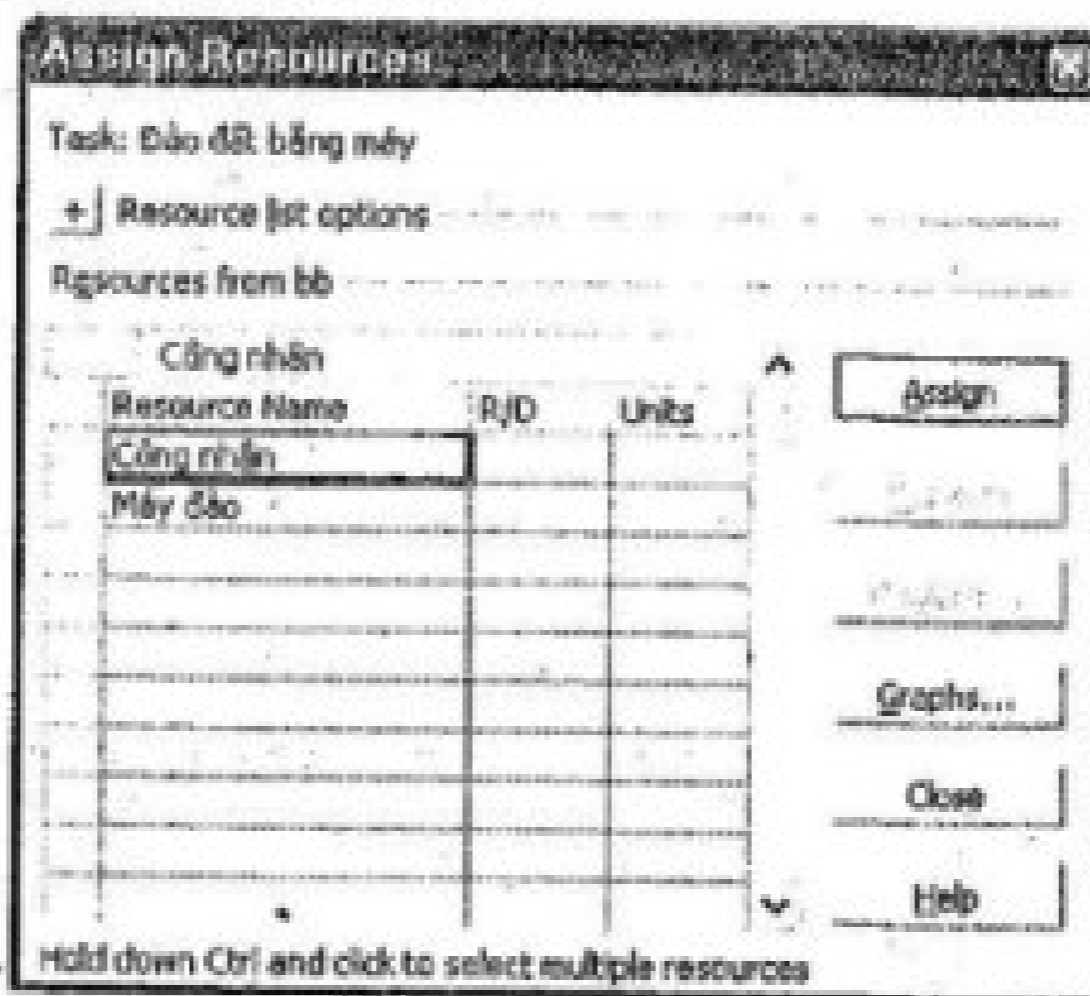 Assign Resources
Task: Đào đất bằng máy
+ Resource list options
Resources from bb
Công nhân
Resource Name R/D Units
Công nhân
Máy đào
Assign
Graphs...
Close
Help
Hold down Ctrl and click to select multiple resources